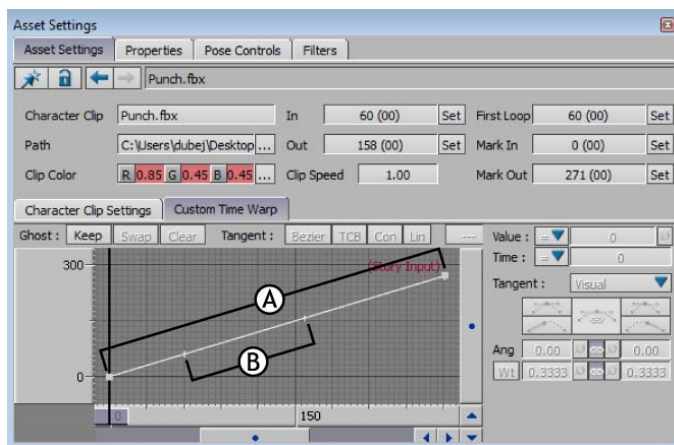 Asset Settings
Asset Settings Properties Pose Controls Filters
Punch.fbx
Character Clip Punch.fbx In 60 (00) Set First Loop 60 (00) Set
Path C:\Users\dubej\Desktop ... Out 158 (00) Set Mark In 0 (00) Set
Clip Color R 0.85 G 0.45 B 0.45 ... Clip Speed 1.00 Mark Out 271 (00) Set
Character Clip Settings Custom Time Warp
Ghost : Keep Swap Clear Tangent : Bezier TCB Con Lin --- Value : = 0
Time : = 0
300 (Story Input)
Tangent : Visual
A
B
Ang 0.00 0.00
0
Wt 0.3333 0.3333
0 150